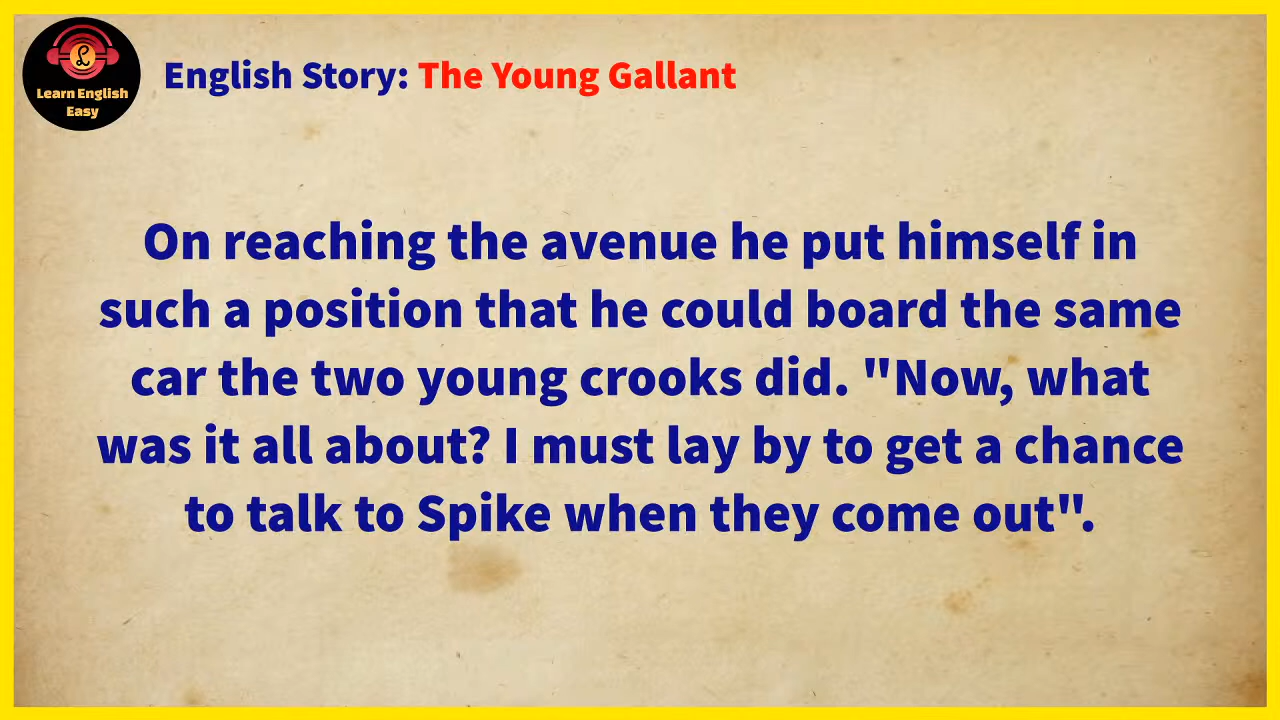 Learn English
Easy
English Story: The Young Gallant
On reaching the avenue he put himself in
such a position that he could board the same
car the two young crooks did. "Now, what
was it all about? I must lay by to get a chance
to talk to Spike when they come out".